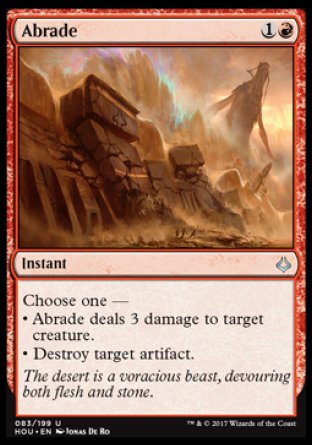 Abrade 1
Instant
Choose one —
• Abrade deals 3 damage to target
creature.
• Destroy target artifact.
The desert is a voracious beast, devouring
both flesh and stone.
083/199 U
HOU • EN Jonas De Ro
™ & © 2017 Wizards of the Coast